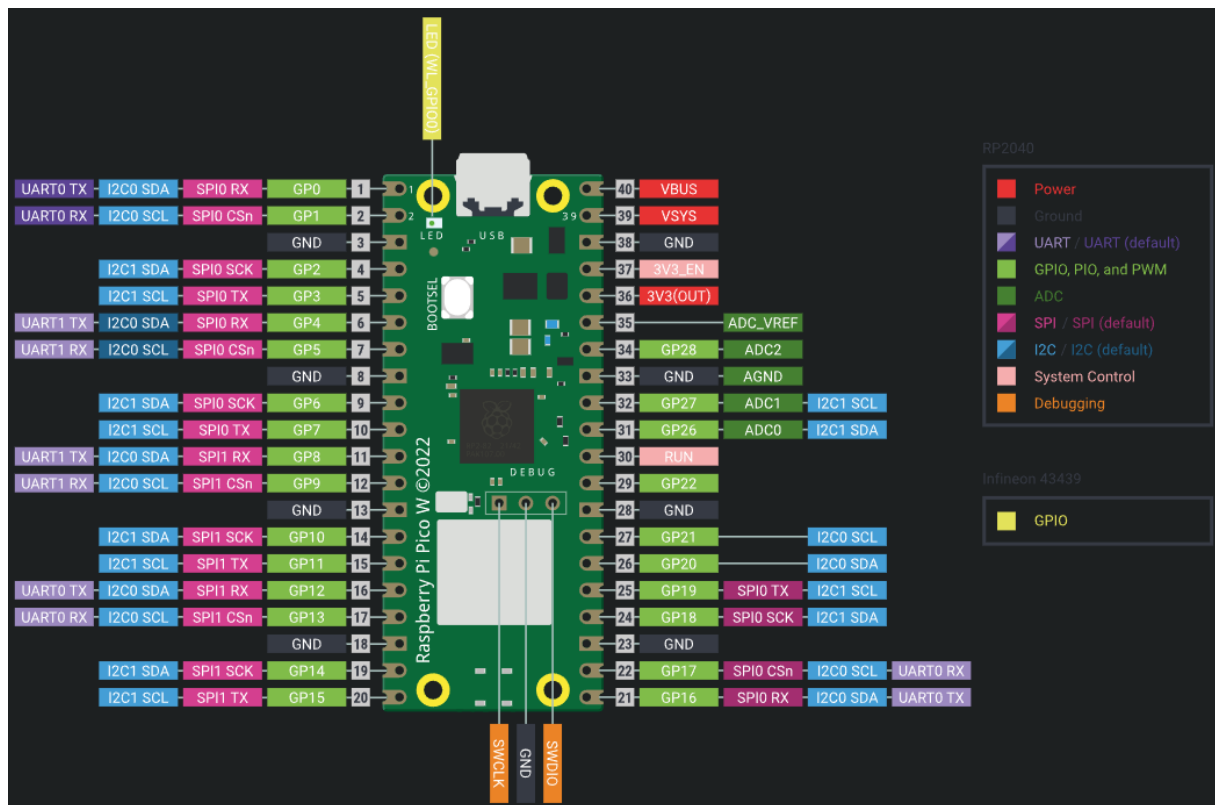 LED (WL_GPIO0)
UART0 TX I2C0 SDA SPI0 RX GP0 1
UART0 RX I2C0 SCL SPI0 CSn GP1 2
GND 3
I2C1 SDA SPI0 SCK GP2 4
I2C1 SCL SPI0 TX GP3 5
UART1 TX I2C0 SDA SPI0 RX GP4 6
UART1 RX I2C0 SCL SPI0 CSn GP5 7
GND 8
I2C1 SDA SPI0 SCK GP6 9
I2C1 SCL SPI0 TX GP7 10
UART1 TX I2C0 SDA SPI1 RX GP8 11
UART1 RX I2C0 SCL SPI1 CSn GP9 12
GND 13
I2C1 SDA SPI1 SCK GP10 14
I2C1 SCL SPI1 TX GP11 15
UART0 TX I2C0 SDA SPI1 RX GP12 16
UART0 RX I2C0 SCL SPI1 CSn GP13 17
GND 18
I2C1 SDA SPI1 SCK GP14 19
I2C1 SCL SPI1 TX GP15 20
1
2
39
LED
USB
BOOTSEL
DEBUG
Raspberry Pi Pico W ©2022
SWCLK
GND
SWDIO
40 VBUS
39 VSYS
38 GND
37 3V3_EN
36 3V3(OUT)
35 ADC_VREF
34 GP28 ADC2
33 GND AGND
32 GP27 ADC1 I2C1 SCL
31 GP26 ADC0 I2C1 SDA
30 RUN
29 GP22
28 GND
27 GP21 I2C0 SCL
26 GP20 I2C0 SDA
25 GP19 SPI0 TX I2C1 SCL
24 GP18 SPI0 SCK I2C1 SDA
23 GND
22 GP17 SPI0 CSn I2C0 SCL UART0 RX
21 GP16 SPI0 RX I2C0 SDA UART0 TX
RP2040
Power
Ground
UART / UART (default)
GPIO, PIO, and PWM
ADC
SPI / SPI (default)
I2C / I2C (default)
System Control
Debugging
Infineon 43439
GPIO